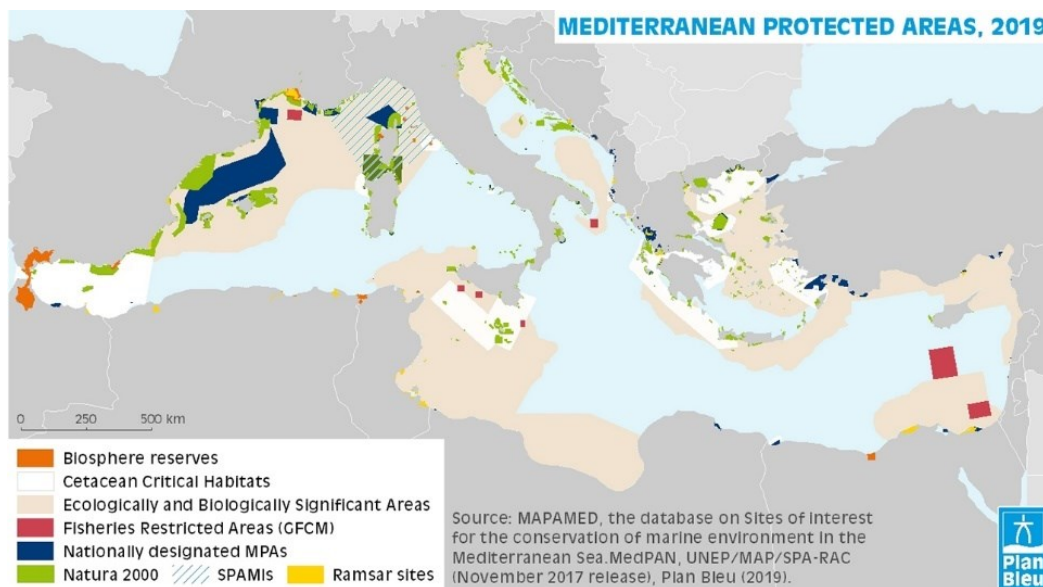 MEDITERRANEAN PROTECTED AREAS, 2019
0 250 500 km
Biosphere reserves
Cetacean Critical Habitats
Ecologically and Biologically Significant Areas
Fisheries Restricted Areas (GFCM)
Nationally designated MPAs
Natura 2000 SPAMIs Ramsar sites
Source: MAPAMED, the database on Sites of Interest
for the conservation of marine environment in the
Mediterranean Sea.MedPAN, UNEP/MAP/SPA-RAC
(November 2017 release), Plan Bleu (2019).
Plan
Bleu